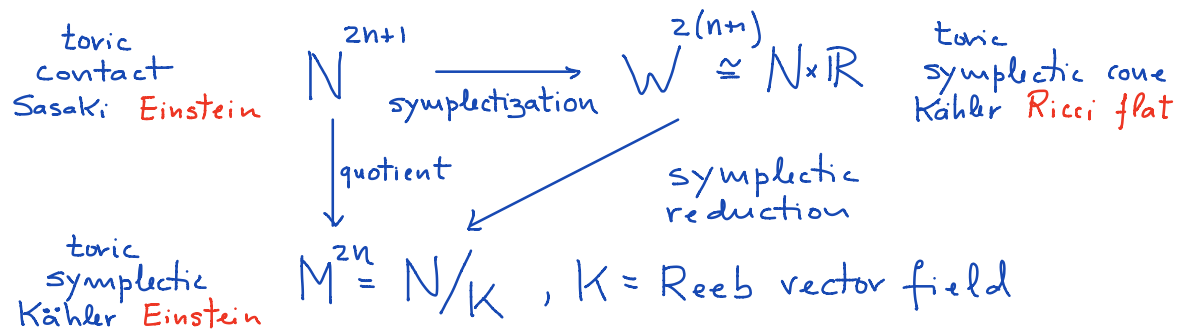 toric
contact
Sasaki Einstein
N^{2n+1}
symplectization
W^{2(n+1)} ≅ N×ℝ
toric
symplectic cone
Kähler Ricci flat
quotient
symplectic
reduction
toric
symplectic
Kähler Einstein
M^{2n} = N/K , K = Reeb vector field